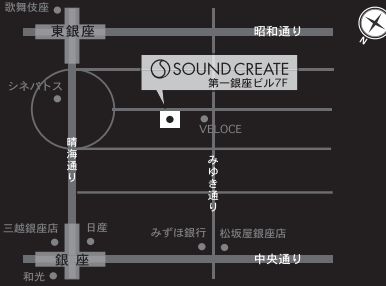 歌舞伎座
東銀座
昭和通り
N
SOUND CREATE
第一銀座ビル7F
シネパトス
VELOCE
晴海通り
みゆき通り
三越銀座店
日産
みずほ銀行
松坂屋銀座店
銀座
中央通り
和光